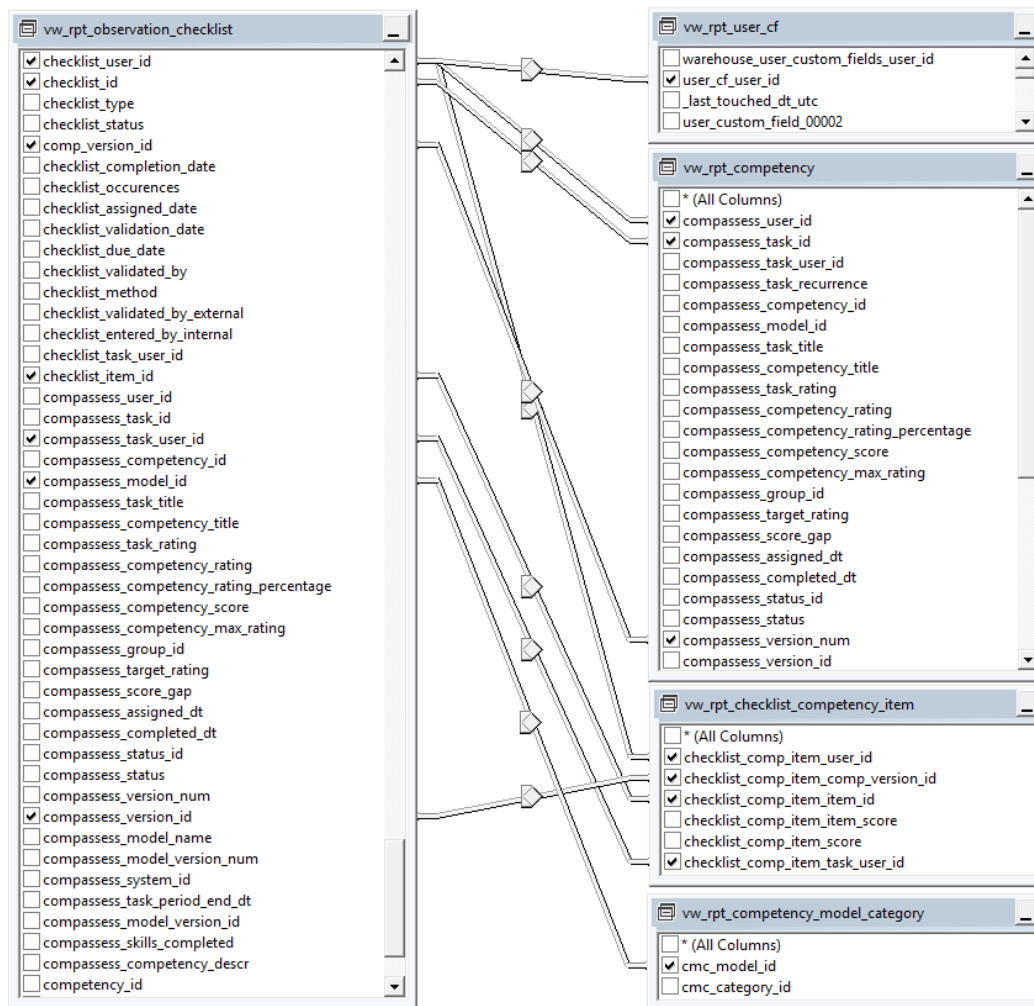 vw_rpt_observation_checklist
checklist_user_id
checklist_id
checklist_type
checklist_status
comp_version_id
checklist_completion_date
checklist_occurences
checklist_assigned_date
checklist_validation_date
checklist_due_date
checklist_validated_by
checklist_method
checklist_validated_by_external
checklist_entered_by_internal
checklist_task_user_id
checklist_item_id
compassess_user_id
compassess_task_id
compassess_task_user_id
compassess_competency_id
compassess_model_id
compassess_task_title
compassess_competency_title
compassess_task_rating
compassess_competency_rating
compassess_competency_rating_percentage
compassess_competency_score
compassess_competency_max_rating
compassess_group_id
compassess_target_rating
compassess_score_gap
compassess_assigned_dt
compassess_completed_dt
compassess_status_id
compassess_status
compassess_version_num
compassess_version_id
compassess_model_name
compassess_model_version_num
compassess_system_id
compassess_task_period_end_dt
compassess_model_version_id
compassess_skills_completed
compassess_competency_descr
competency_id
vw_rpt_user_cf
warehouse_user_custom_fields_user_id
user_cf_user_id
_last_touched_dt_utc
user_custom_field_00002
vw_rpt_competency
* (All Columns)
compassess_user_id
compassess_task_id
compassess_task_user_id
compassess_task_recurrence
compassess_competency_id
compassess_model_id
compassess_task_title
compassess_competency_title
compassess_task_rating
compassess_competency_rating
compassess_competency_rating_percentage
compassess_competency_score
compassess_competency_max_rating
compassess_group_id
compassess_target_rating
compassess_score_gap
compassess_assigned_dt
compassess_completed_dt
compassess_status_id
compassess_status
compassess_version_num
compassess_version_id
vw_rpt_checklist_competency_item
* (All Columns)
checklist_comp_item_user_id
checklist_comp_item_comp_version_id
checklist_comp_item_item_id
checklist_comp_item_item_score
checklist_comp_item_score
checklist_comp_item_task_user_id
vw_rpt_competency_model_category
* (All Columns)
cmc_model_id
cmc_category_id